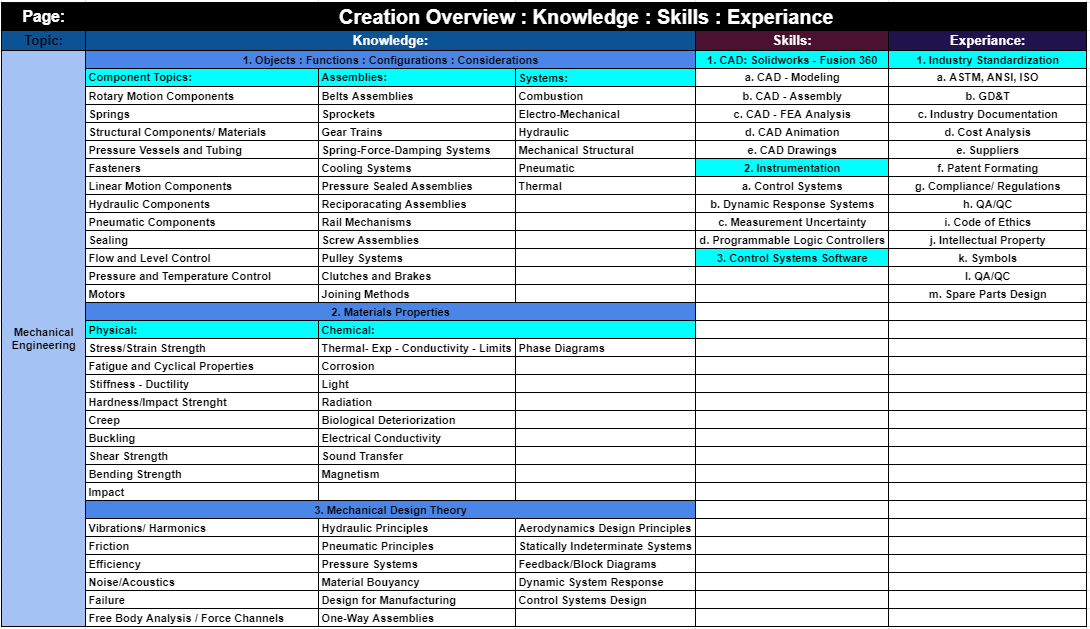 Page: Creation Overview : Knowledge : Skills : Experiance
Topic: Knowledge: Skills: Experiance:
1. Objects : Functions : Configurations : Considerations 1. CAD: Solidworks - Fusion 360 1. Industry Standardization
Component Topics: Assemblies: Systems: a. CAD - Modeling a. ASTM, ANSI, ISO
Rotary Motion Components Belts Assemblies Combustion b. CAD - Assembly b. GD&T
Springs Sprockets Electro-Mechanical c. CAD - FEA Analysis c. Industry Documentation
Structural Components/ Materials Gear Trains Hydraulic d. CAD Animation d. Cost Analysis
Pressure Vessels and Tubing Spring-Force-Damping Systems Mechanical Structural e. CAD Drawings e. Suppliers
Fasteners Cooling Systems Pneumatic 2. Instrumentation f. Patent Formating
Linear Motion Components Pressure Sealed Assemblies Thermal a. Control Systems g. Compliance/ Regulations
Hydraulic Components Reciporacating Assemblies b. Dynamic Response Systems h. QA/QC
Pneumatic Components Rail Mechanisms c. Measurement Uncertainty i. Code of Ethics
Sealing Screw Assemblies d. Programmable Logic Controllers j. Intellectual Property
Flow and Level Control Pulley Systems 3. Control Systems Software k. Symbols
Pressure and Temperature Control Clutches and Brakes l. QA/QC
Motors Joining Methods m. Spare Parts Design
2. Materials Properties
Mechanical
Engineering
Physical: Chemical:
Stress/Strain Strength Thermal- Exp - Conductivity - Limits Phase Diagrams
Fatigue and Cyclical Properties Corrosion
Stiffness - Ductility Light
Hardness/Impact Strenght Radiation
Creep Biological Deteriorization
Buckling Electrical Conductivity
Shear Strength Sound Transfer
Bending Strength Magnetism
Impact
3. Mechanical Design Theory
Vibrations/ Harmonics Hydraulic Principles Aerodynamics Design Principles
Friction Pneumatic Principles Statically Indeterminate Systems
Efficiency Pressure Systems Feedback/Block Diagrams
Noise/Acoustics Material Bouyancy Dynamic System Response
Failure Design for Manufacturing Control Systems Design
Free Body Analysis / Force Channels One-Way Assemblies